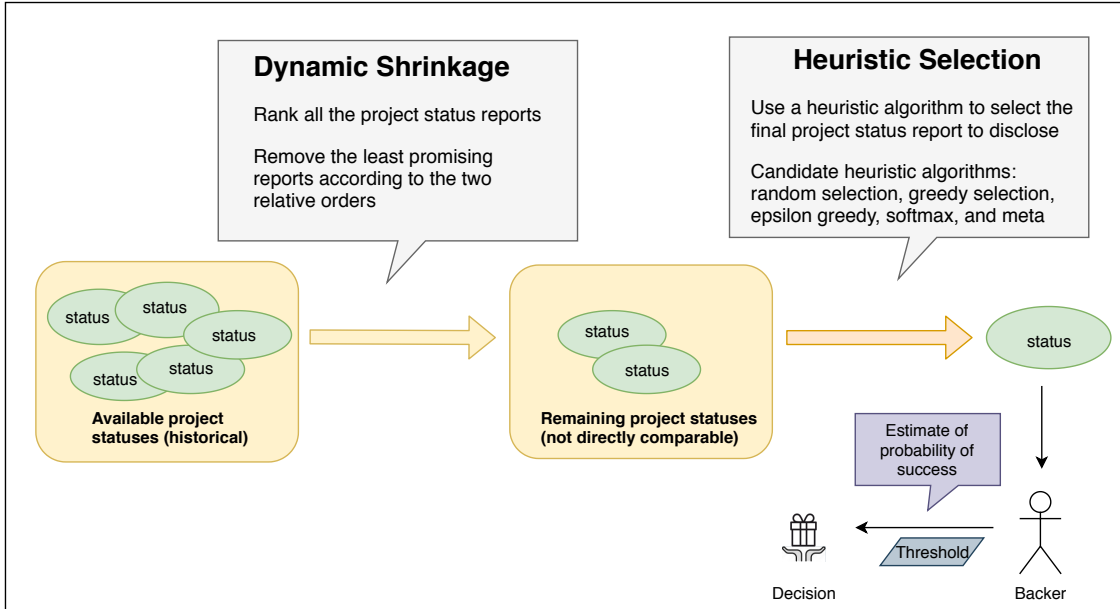 Dynamic Shrinkage
Rank all the project status reports
Remove the least promising
reports according to the two
relative orders
Heuristic Selection
Use a heuristic algorithm to select the
final project status report to disclose
Candidate heuristic algorithms:
random selection, greedy selection,
epsilon greedy, softmax, and meta
status
status
status
status
status
Available project
statuses (historical)
status
status
Remaining project statuses
(not directly comparable)
status
Estimate of
probability of
success
Threshold
Decision
Backer